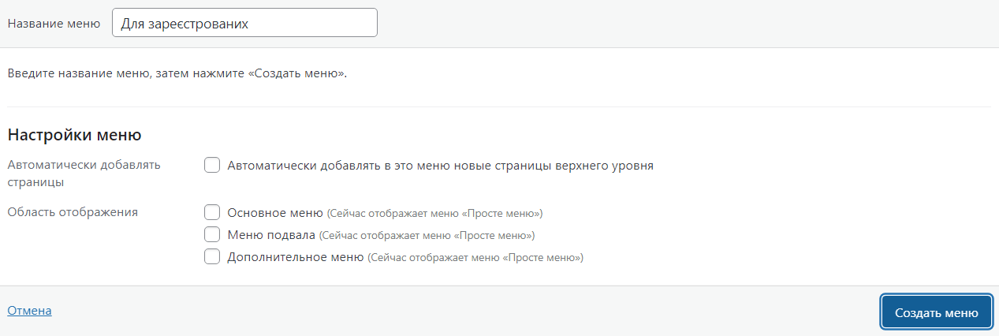 Название меню Для зареєстрованих
Введите название меню, затем нажмите «Создать меню».
Настройки меню
Автоматически добавлять страницы
Автоматически добавлять в это меню новые страницы верхнего уровня
Область отображения
Основное меню (Сейчас отображает меню «Просте меню»)
Меню подвала (Сейчас отображает меню «Просте меню»)
Дополнительное меню (Сейчас отображает меню «Просте меню»)
Отмена
Создать меню